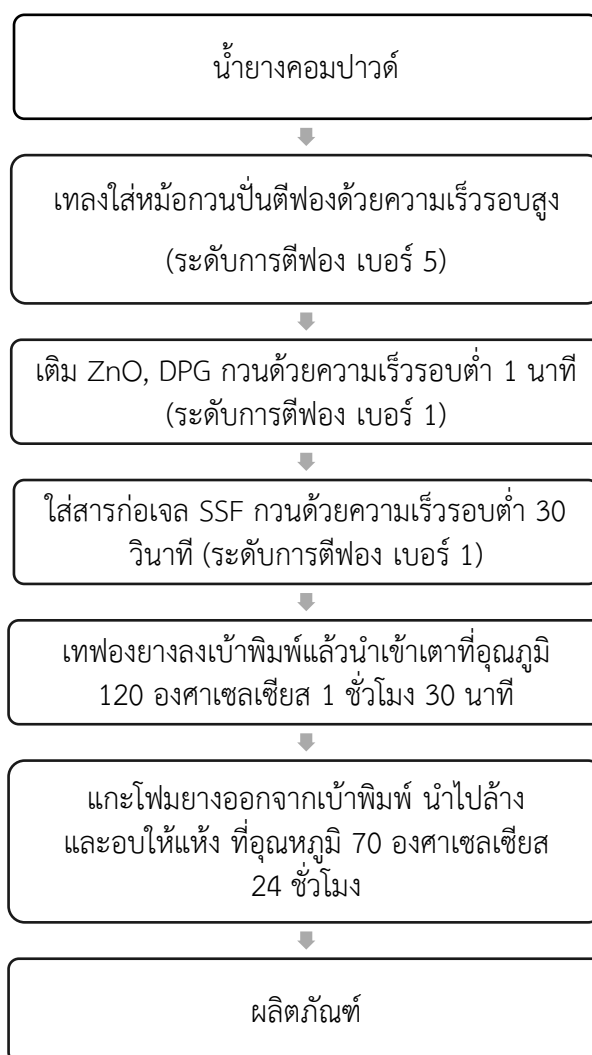 น้ำยางคอมปาวด์
เทลงใส่หม้อกวนปั่นตีฟองด้วยความเร็วรอบสูง
(ระดับการตีฟอง เบอร์ 5)
เติม ZnO, DPG กวนด้วยความเร็วรอบต่ำ 1 นาที
(ระดับการตีฟอง เบอร์ 1)
ใส่สารก่อเจล SSF กวนด้วยความเร็วรอบต่ำ 30
วินาที (ระดับการตีฟอง เบอร์ 1)
เทฟองยางลงเบ้าพิมพ์แล้วนำเข้าเตาที่อุณภูมิ
120 องศาเซลเซียส 1 ชั่วโมง 30 นาที
แกะโฟมยางออกจากเบ้าพิมพ์ นำไปล้าง
และอบให้แห้ง ที่อุณหภูมิ 70 องศาเซลเซียส
24 ชั่วโมง
ผลิตภัณฑ์